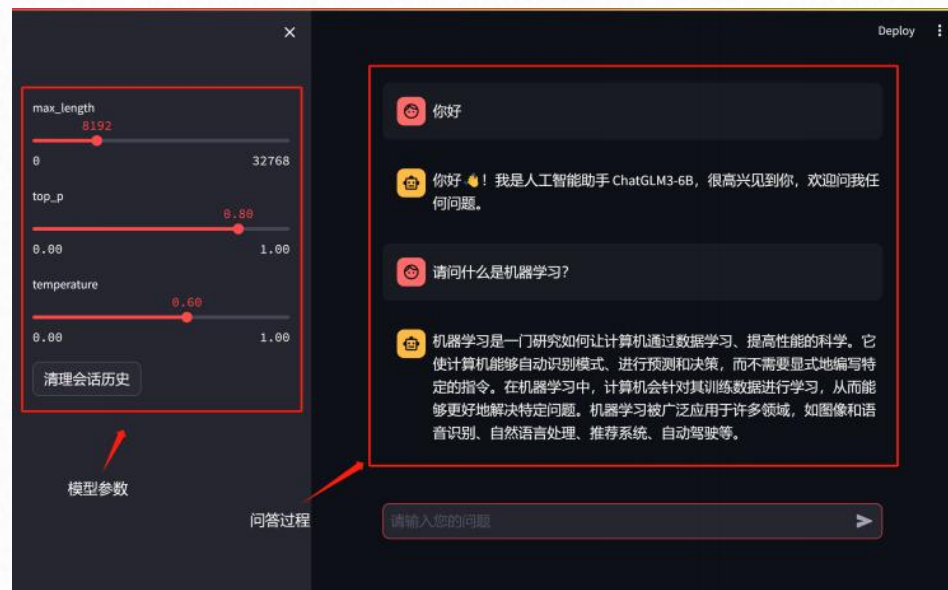 Deploy
max_length
8192
0 32768
top_p
0.80
0.00 1.00
temperature
0.60
0.00 1.00
清理会话历史
模型参数
问答过程
你好
你好👋！我是人工智能助手 ChatGLM3-6B，很高兴见到你，欢迎问我任
何问题。
请问什么是机器学习？
机器学习是一门研究如何让计算机通过数据学习、提高性能的科学。它
使计算机能够自动识别模式、进行预测和决策，而不需要显式地编写特
定的指令。在机器学习中，计算机会针对其训练数据进行学习，从而能
够更好地解决特定问题。机器学习被广泛应用于许多领域，如图像和语
音识别、自然语言处理、推荐系统、自动驾驶等。
请输入您的问题